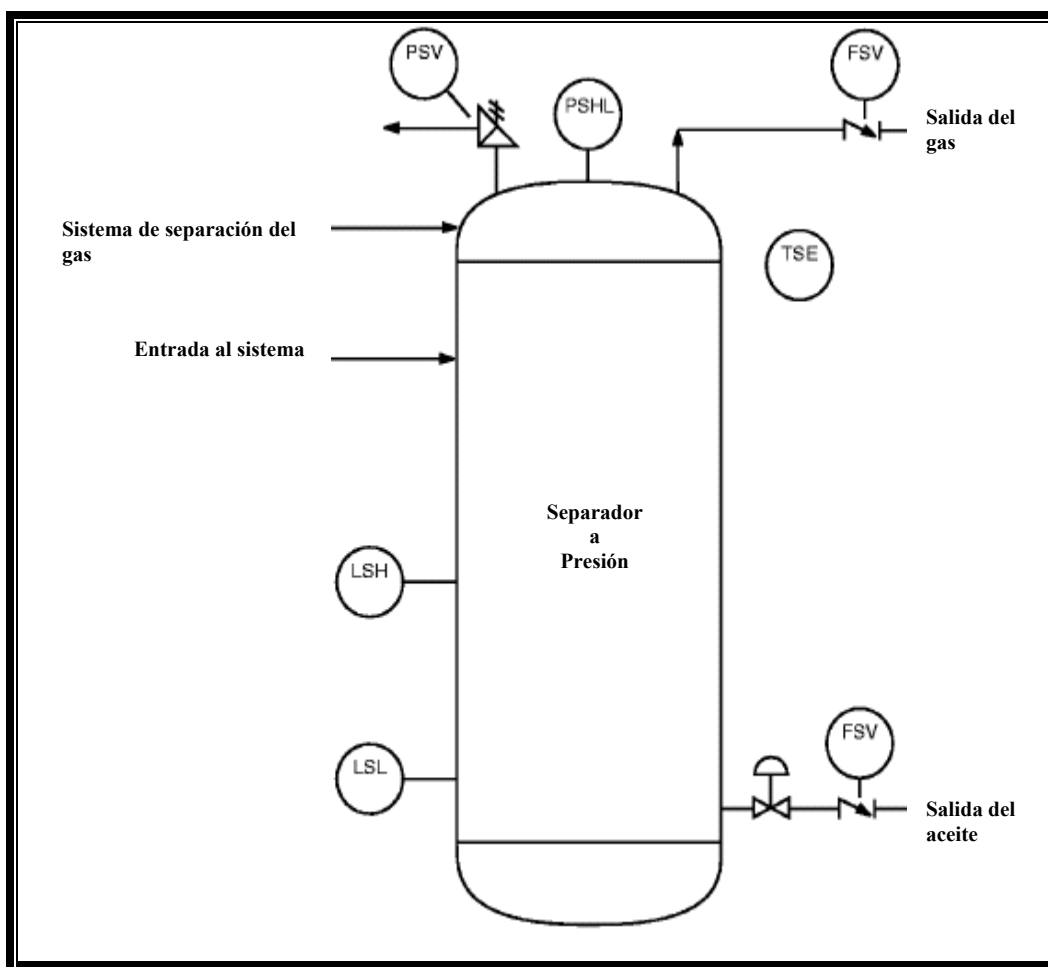 PSV
FSV
PSHL
Salida del
gas
Sistema de separación del
gas
TSE
Entrada al sistema
Separador
a
Presión
LSH
FSV
LSL
Salida del
aceite